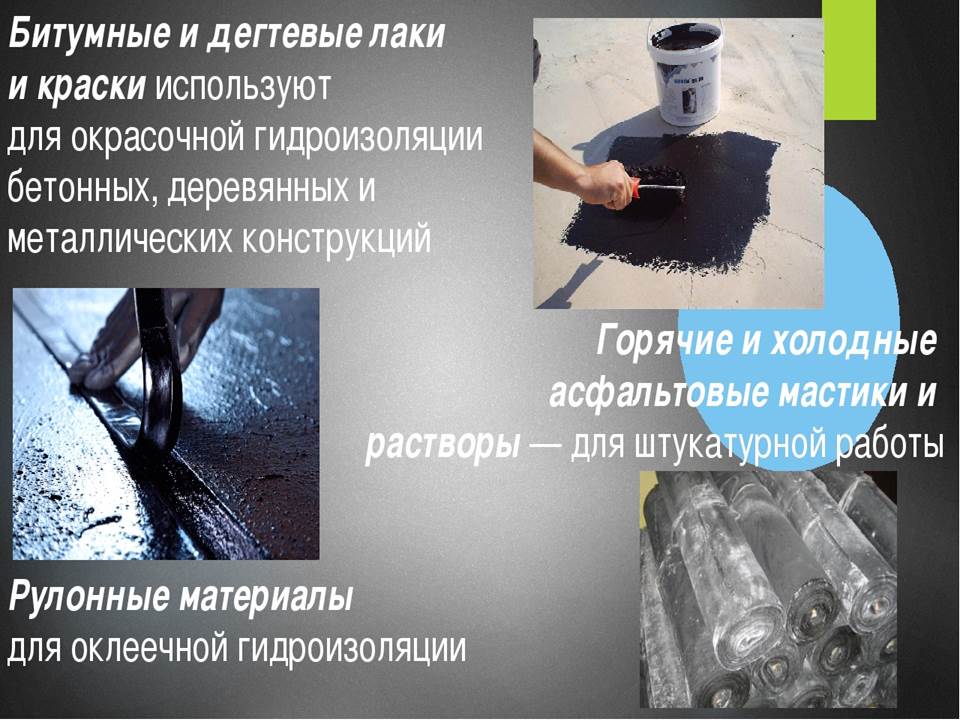 Битумные и дегтевые лаки
и краски используют
для окрасочной гидроизоляции
бетонных, деревянных и
металлических конструкций
Горячие и холодные
асфальтовые мастики и
растворы — для штукатурной работы
Рулонные материалы
для оклеечной гидроизоляции